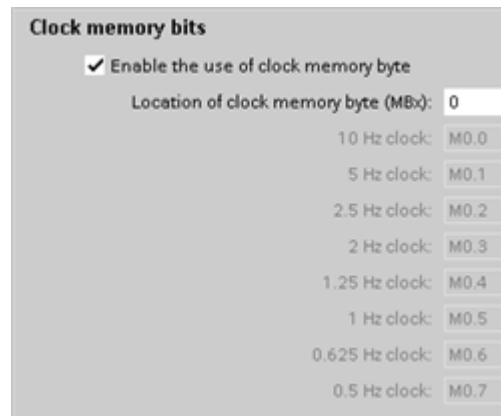 Clock memory bits
Enable the use of clock memory byte
Location of clock memory byte (MBx): 0
10 Hz clock: M0.0
5 Hz clock: M0.1
2.5 Hz clock: M0.2
2 Hz clock: M0.3
1.25 Hz clock: M0.4
1 Hz clock: M0.5
0.625 Hz clock: M0.6
0.5 Hz clock: M0.7